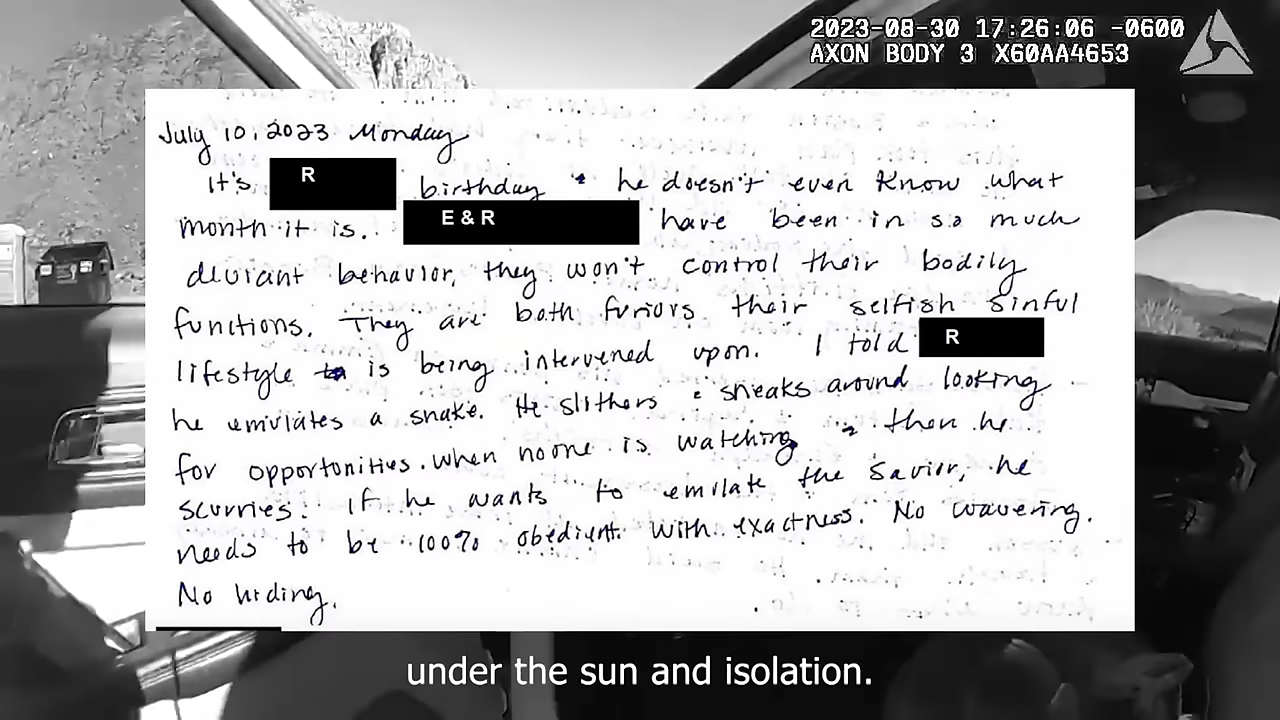 2023-08-30 17:26:06 -0600
AXON BODY 3 X60AA4653
July 10, 2023 Monday
It's R birthday & he doesn't even know what
month it is. E & R have been in so much
deviant behavior, they won't control their bodily
functions. They are both furiors their selfish sinful
lifestyle is being intervened upon. I told R
he emulates a snake. He slithers & sneaks around looking
for opportunities. When noone is watching & then he
scurries. If he wants to emulate the Savior, he
needs to be 100% obedient with exactness. No wavering.
No hiding.
under the sun and isolation.